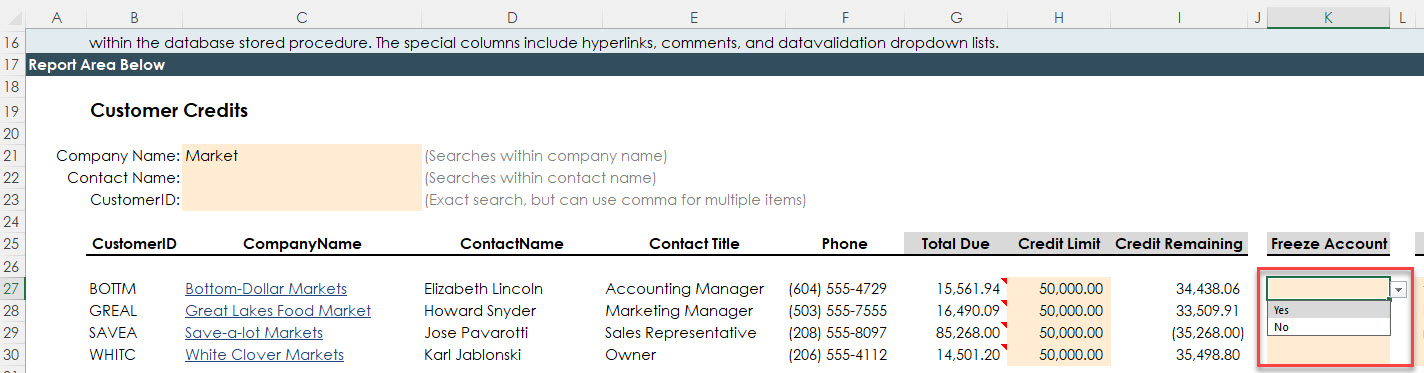 A B C D E F G H I J K L
16 within the database stored procedure. The special columns include hyperlinks, comments, and datavalidation dropdown lists.
17 Report Area Below
18
19 Customer Credits
20
21 Company Name: Market (Searches within company name)
22 Contact Name: (Searches within contact name)
23 CustomerID: (Exact search, but can use comma for multiple items)
24
25 CustomerID CompanyName ContactName Contact Title Phone Total Due Credit Limit Credit Remaining Freeze Account
26
27 BOTTM Bottom-Dollar Markets Elizabeth Lincoln Accounting Manager (604) 555-4729 15,561.94 50,000.00 34,438.06
28 GREAL Great Lakes Food Market Howard Snyder Marketing Manager (503) 555-7555 16,490.09 50,000.00 33,509.91 Yes
29 SAVEA Save-a-lot Markets Jose Pavarotti Sales Representative (208) 555-8097 85,268.00 50,000.00 (35,268.00) No
30 WHITC White Clover Markets Karl Jablonski Owner (206) 555-4112 14,501.20 50,000.00 35,498.80